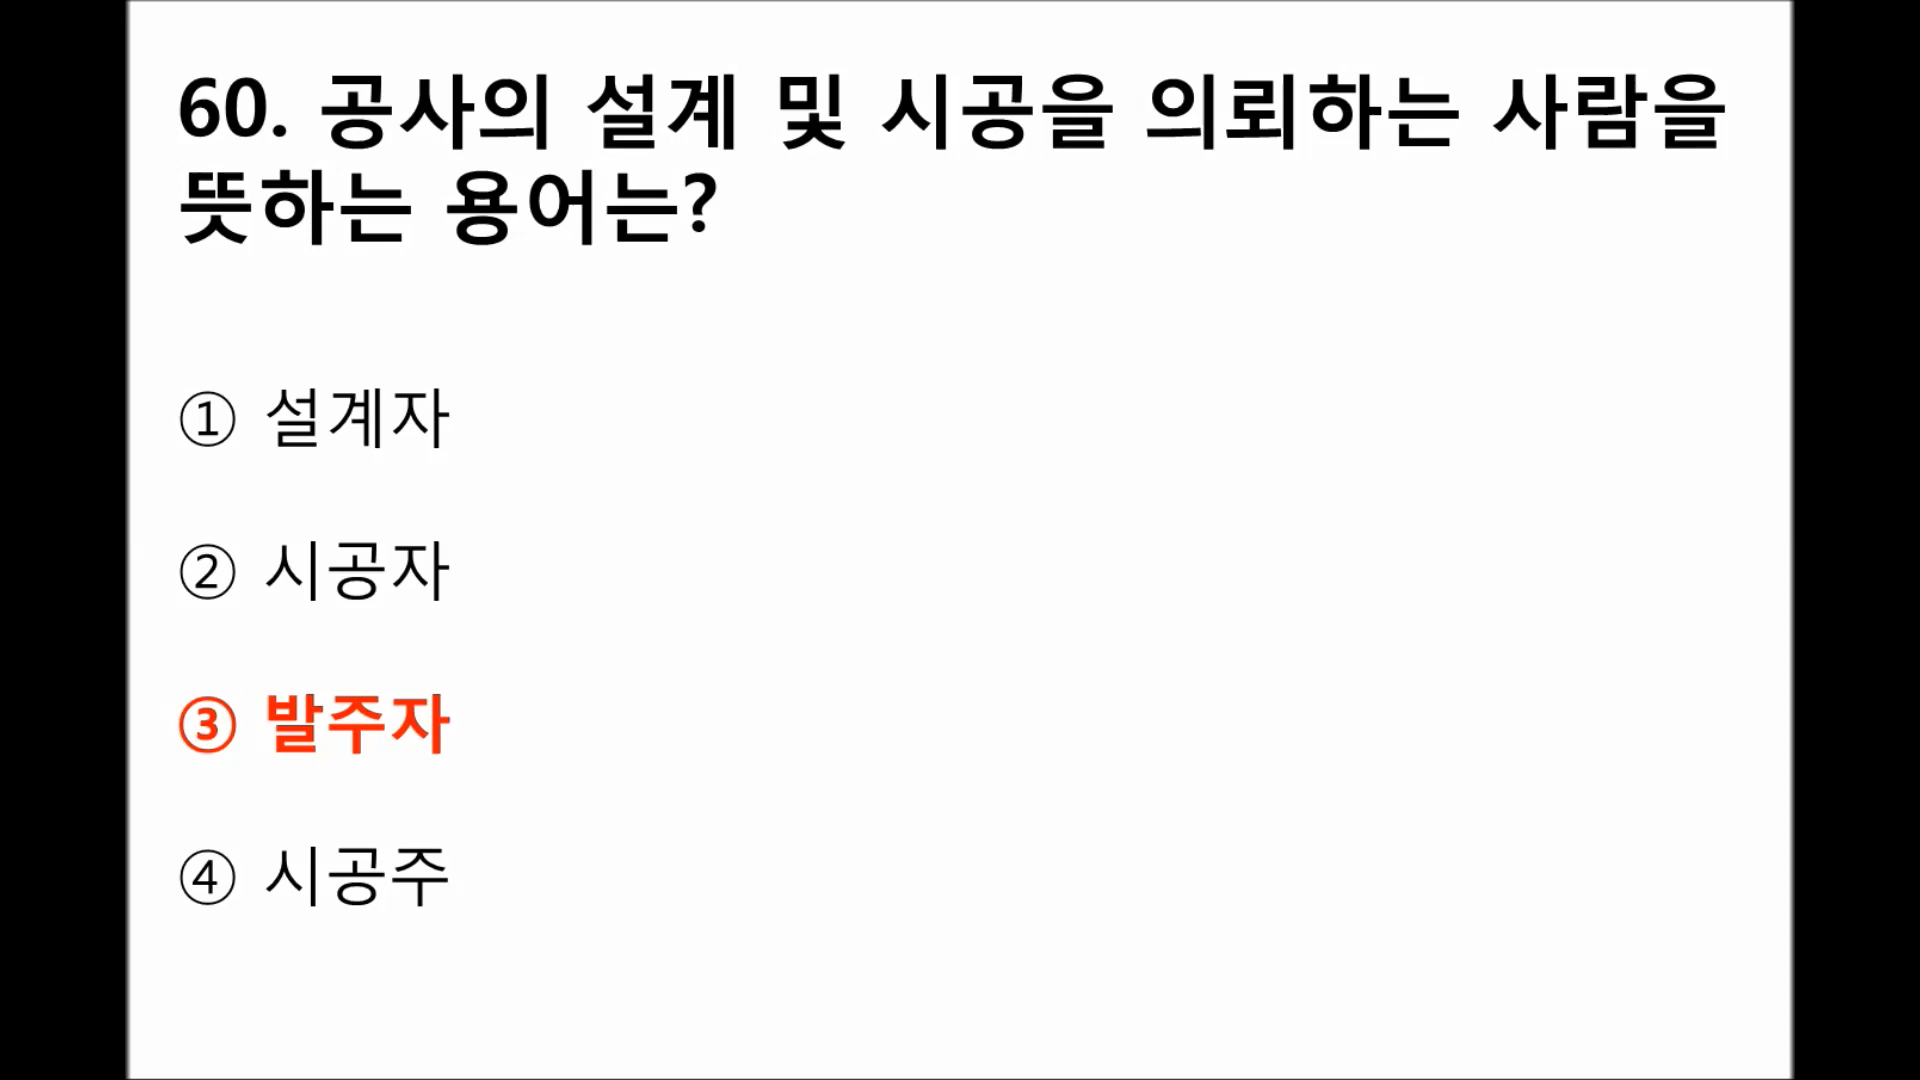 60. 공사의 설계 및 시공을 의뢰하는 사람을
뜻하는 용어는?
① 설계자
② 시공자
③ 발주자
④ 시공주